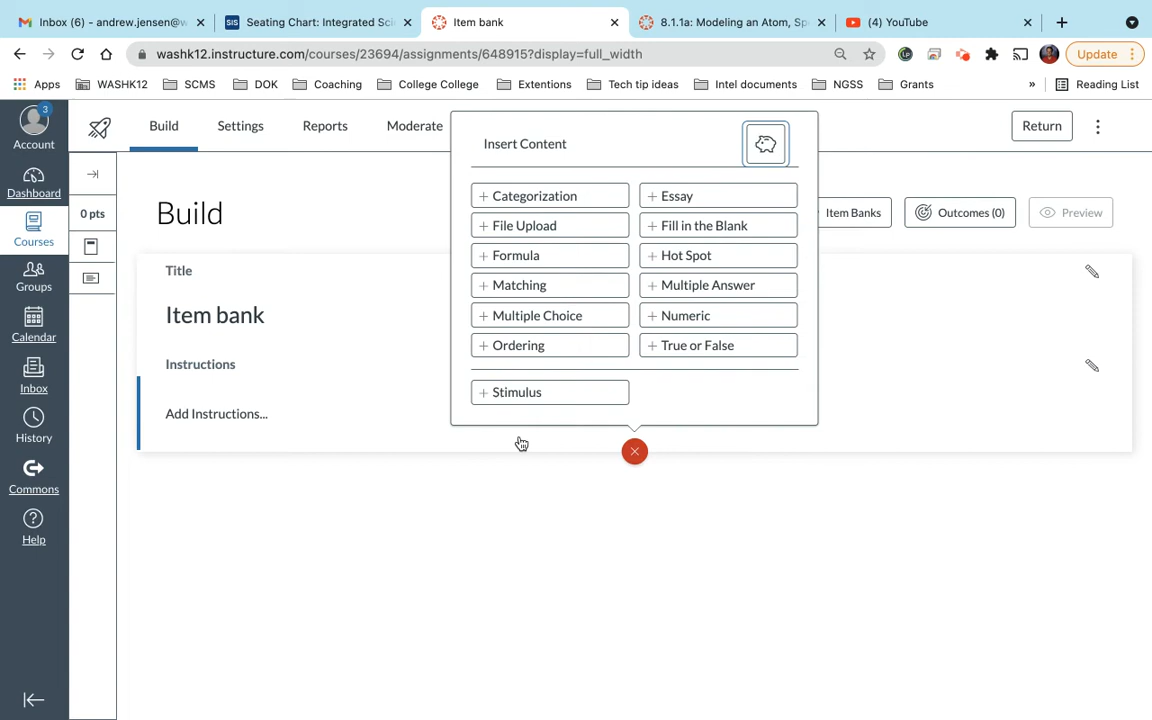 Inbox (6) - andrew.jensen@w
Seating Chart: Integrated Sci
Item bank
8.1.1a: Modeling an Atom, Sp
(4) YouTube
washk12.instructure.com/courses/23694/assignments/648915?display=full_width
Update
Apps
WASHK12
SCMS
DOK
Coaching
College College
Extentions
Tech tip ideas
Intel documents
NGSS
Grants
»
Reading List
3
Account
Dashboard
Courses
Groups
Calendar
Inbox
History
Commons
Help
Build
Settings
Reports
Moderate
Return
0 pts
Build
Item Banks
Outcomes (0)
Preview
Title
Item bank
Instructions
Add Instructions...
Insert Content
+ Categorization
+ Essay
+ File Upload
+ Fill in the Blank
+ Formula
+ Hot Spot
+ Matching
+ Multiple Answer
+ Multiple Choice
+ Numeric
+ Ordering
+ True or False
+ Stimulus